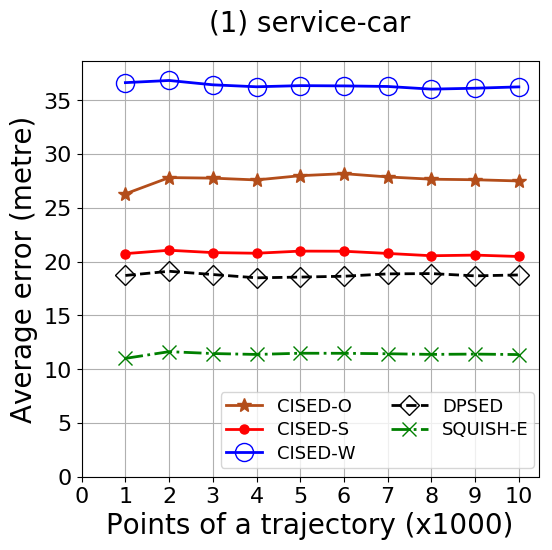 (1) service-car
Average error (metre)
35
30
25
20
15
10
5
0
0 1 2 3 4 5 6 7 8 9 10
Points of a trajectory (x1000)
CISED-O
CISED-S
CISED-W
DPSED
SQUISH-E